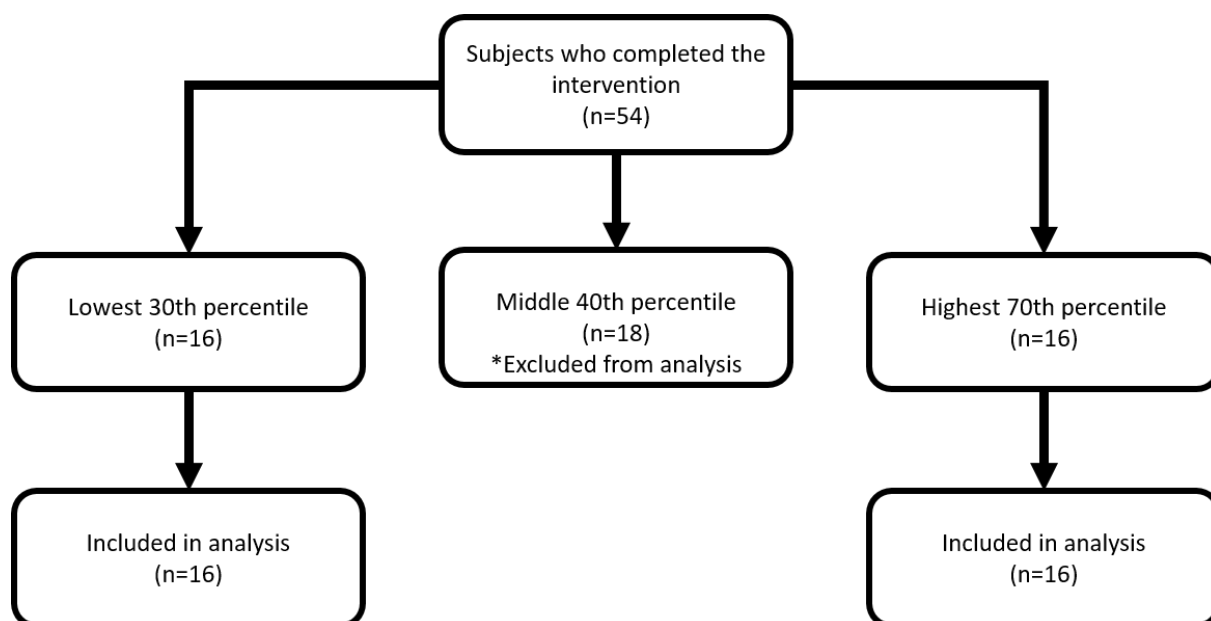 Subjects who completed the
intervention
(n=54)
Lowest 30th percentile
(n=16)
Middle 40th percentile
(n=18)
*Excluded from analysis
Highest 70th percentile
(n=16)
Included in analysis
(n=16)
Included in analysis
(n=16)